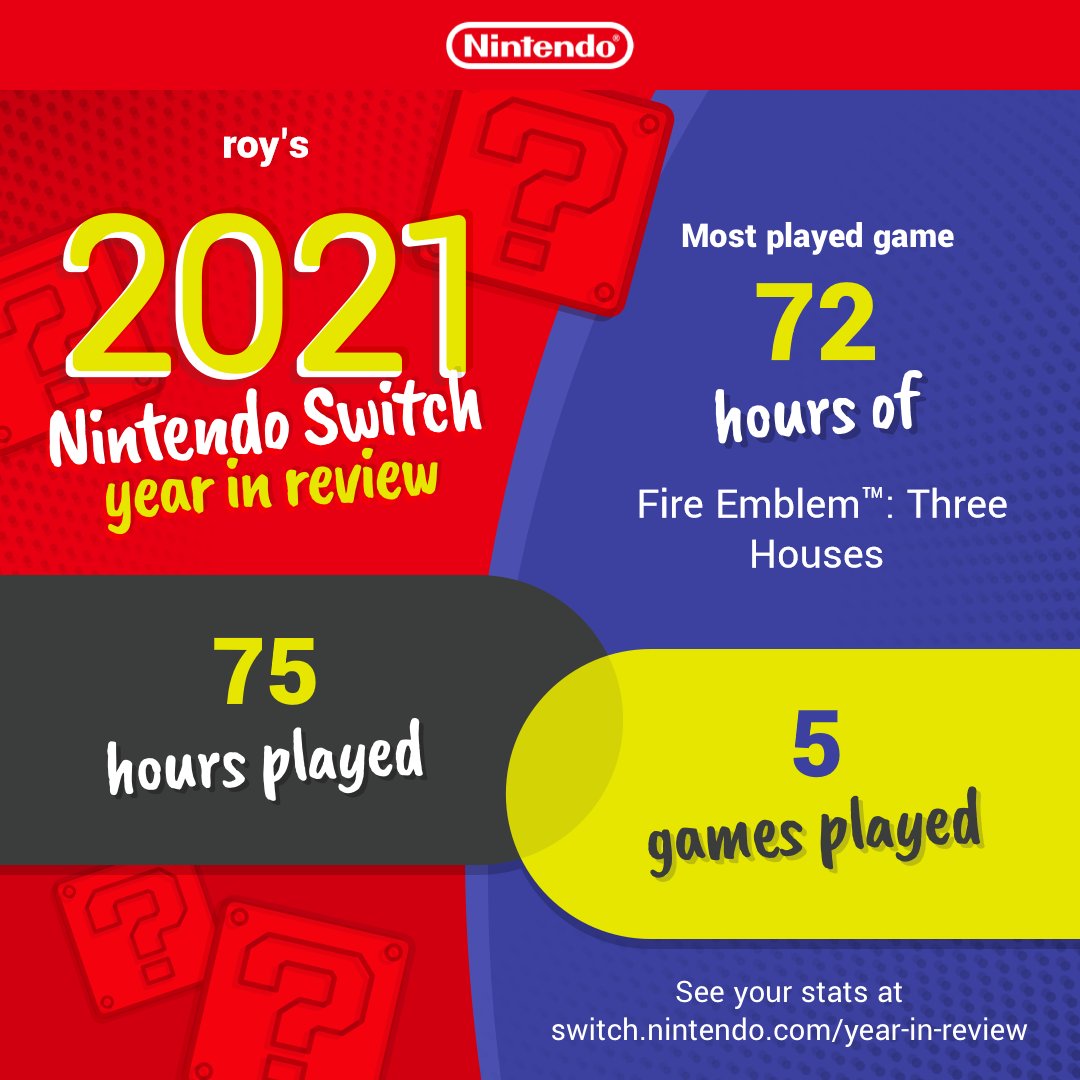 Nintendo®
roy's
2021
Nintendo Switch
year in review
Most played game
72
hours of
Fire Emblem™: Three
Houses
75
hours played
5
games played
See your stats at
switch.nintendo.com/year-in-review